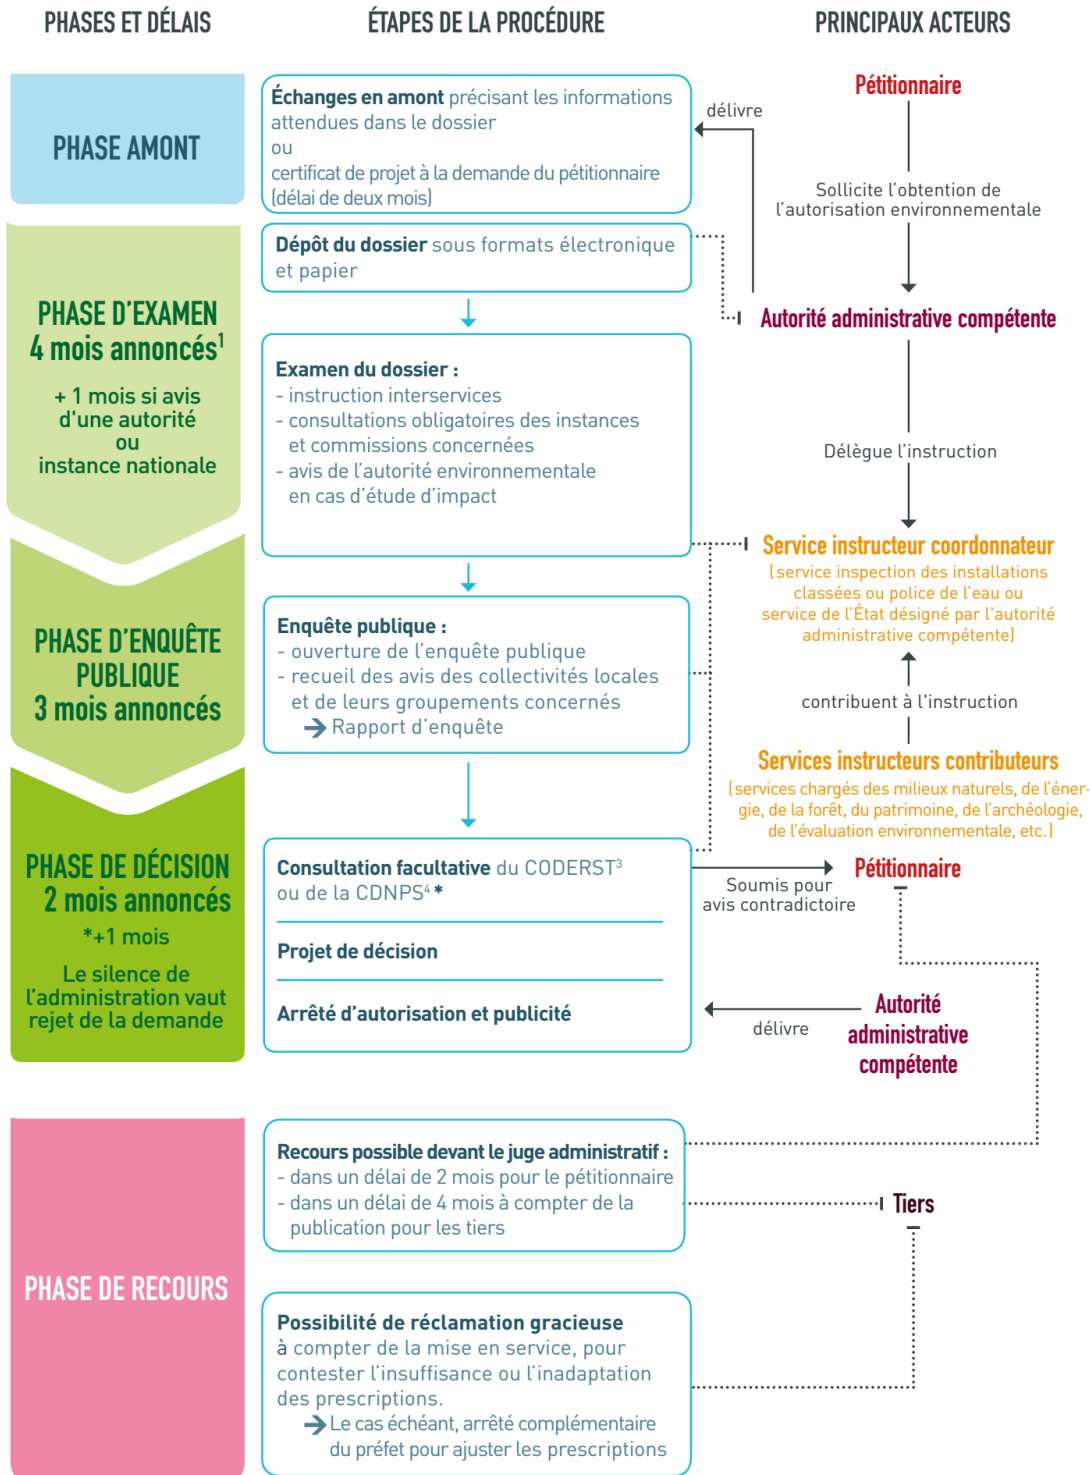 PHASES ET DÉLAIS
ÉTAPES DE LA PROCÉDURE
PRINCIPAUX ACTEURS
PHASE AMONT
Échanges en amont précisant les informations
attendues dans le dossier
ou
certificat de projet à la demande du pétitionnaire
(délai de deux mois)
délivre
Pétitionnaire
Sollicite l'obtention de
l'autorisation environnementale
PHASE D'EXAMEN
4 mois annoncés¹
+ 1 mois si avis
d'une autorité
ou
instance nationale
Dépôt du dossier sous formats électronique
et papier
Autorité administrative compétente
Examen du dossier :
- instruction interservices
- consultations obligatoires des instances
et commissions concernées
- avis de l'autorité environnementale
en cas d'étude d'impact
Délègue l'instruction
Service instructeur coordonnateur
(service inspection des installations
classées ou police de l'eau ou
service de l'État désigné par l'autorité
administrative compétente)
PHASE D'ENQUÊTE
PUBLIQUE
3 mois annoncés
Enquête publique :
- ouverture de l'enquête publique
- recueil des avis des collectivités locales
et de leurs groupements concernés
➔ Rapport d'enquête
contribuent à l'instruction
Services instructeurs contributeurs
(services chargés des milieux naturels, de l'éner-
gie, de la forêt, du patrimoine, de l'archéologie,
de l'évaluation environnementale, etc.)
PHASE DE DÉCISION
2 mois annoncés
*+1 mois
Le silence de
l'administration vaut
rejet de la demande
Consultation facultative du CODERST³
ou de la CDNPS⁴ *
Projet de décision
Arrêté d'autorisation et publicité
Soumis pour
avis contradictoire
Pétitionnaire
délivre
Autorité
administrative
compétente
PHASE DE RECOURS
Recours possible devant le juge administratif :
- dans un délai de 2 mois pour le pétitionnaire
- dans un délai de 4 mois à compter de la
publication pour les tiers
Tiers
Possibilité de réclamation gracieuse
à compter de la mise en service, pour
contester l'insuffisance ou l'inadaptation
des prescriptions.
➔ Le cas échéant, arrêté complémentaire
du préfet pour ajuster les prescriptions